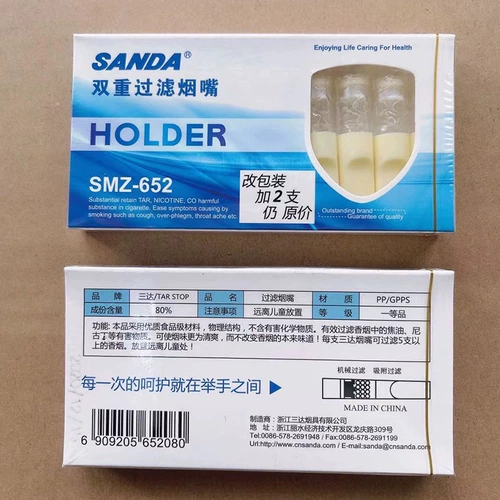 SANDA®
Enjoying Life Caring For Health
双重过滤烟嘴
HOLDER
SMZ-652
Substantial retain TAR, NICOTINE, CO harmful
substance in cigarette. Ease symptoms causing by
smoking such as cough, over-phlegm, throat ache etc.
改包装
加2支
仍 原价
Outstanding brand
Guarantee of quality
品 牌 三达/TAR STOP 品 名 过滤烟嘴 材 质 PP/GPPS
成份含量 80% 注意事项 远离儿童放置 等 级 一等品
功能: 本品采用优质食品级材料，物理结构，不含有害化学物质。有效过滤香烟中的焦油、尼
古丁等有害物质。可使烟味更为清爽，而不改变香烟的本来味道！每支三达烟嘴可过滤5支以
上的香烟。放置远离儿童处！
每一次的呵护就在举手之间
机械过滤 吸附过滤
MADE IN CHINA
6 909205 652080
制造商：浙江三达烟具有限公司
地 址：浙江丽水经济技术开发区龙庆路309号
Tel:0086-578-2691948 Fax:0086-578-2691199
Url:http://www.cnsanda.com E-mail:sanda@cnsanda.com